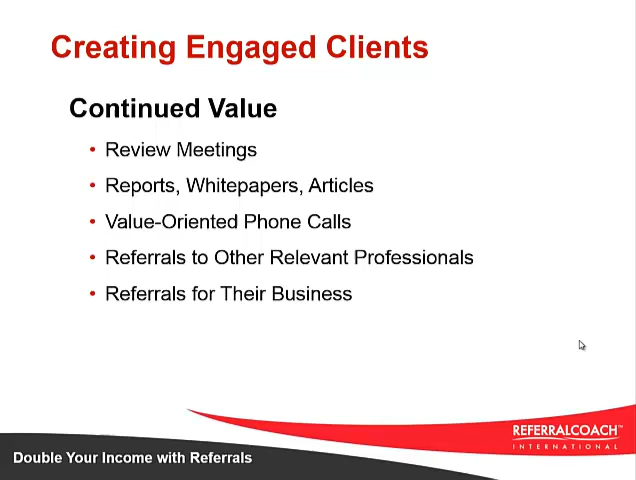 Creating Engaged Clients
Continued Value
• Review Meetings
• Reports, Whitepapers, Articles
• Value-Oriented Phone Calls
• Referrals to Other Relevant Professionals
• Referrals for Their Business
REFERRALCOACH™
INTERNATIONAL
Double Your Income with Referrals